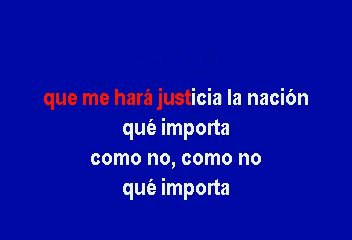 que me hará justicia la nación
qué importa
como no, como no
qué importa